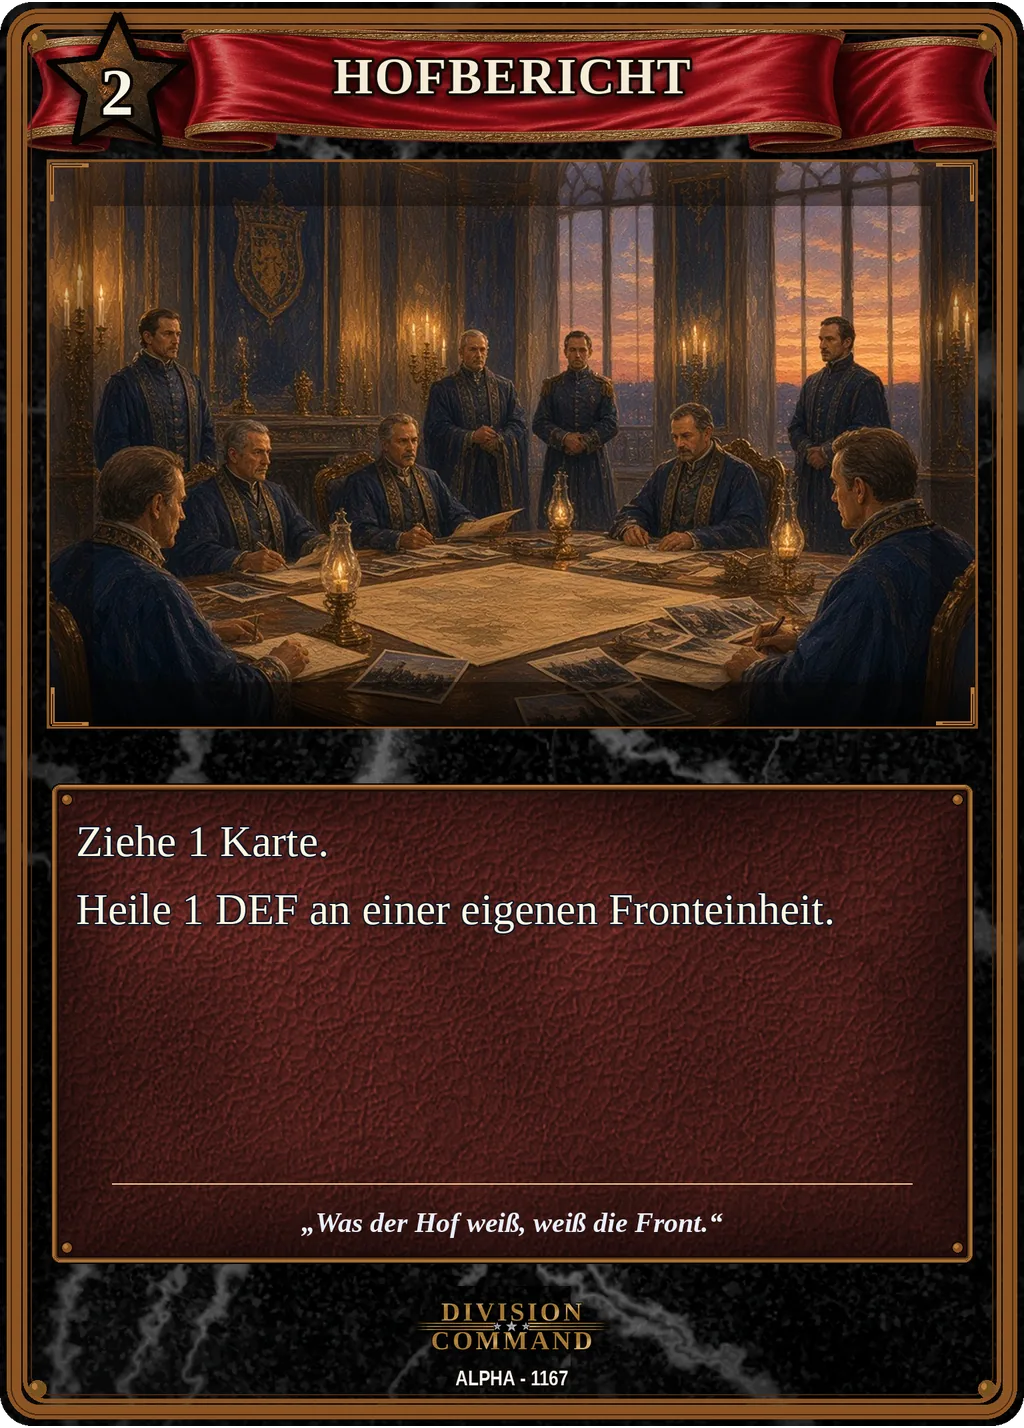 2
HOFBERICHT
Ziehe 1 Karte.
Heile 1 DEF an einer eigenen Fronteinheit.
„Was der Hof weiß, weiß die Front.“
DIVISION
COMMAND
ALPHA - 1167